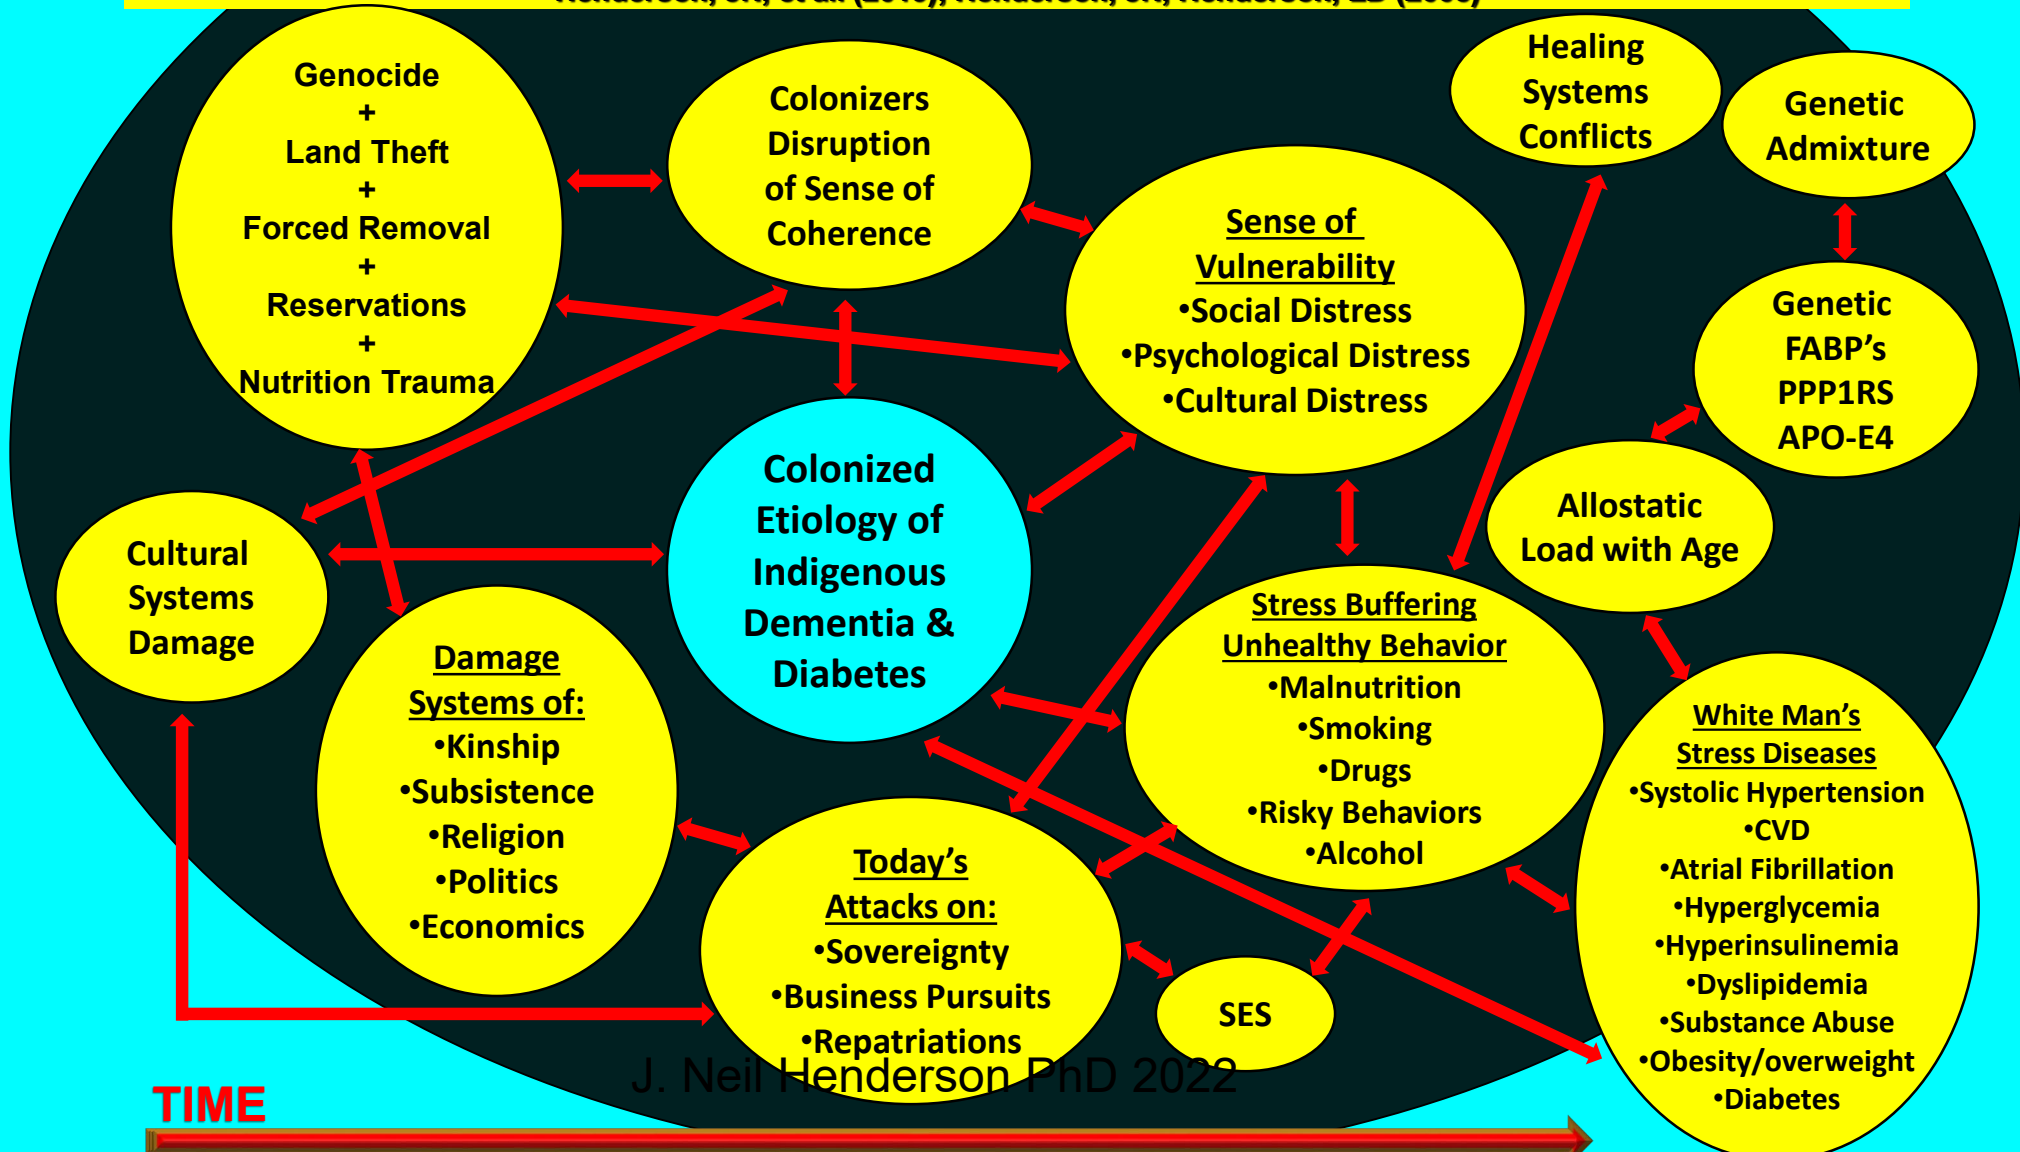 Genocide
+
Land Theft
+
Forced Removal
+
Reservations
+
Nutrition Trauma
Colonizers
Disruption
of Sense of
Coherence
Healing
Systems
Conflicts
Genetic
Admixture
Sense of
Vulnerability
•Social Distress
•Psychological Distress
•Cultural Distress
Genetic
FABP’s
PPP1RS
APO-E4
Colonized
Etiology of
Indigenous
Dementia &
Diabetes
Allostatic
Load with Age
Cultural
Systems
Damage
Damage
Systems of:
•Kinship
•Subsistence
•Religion
•Politics
•Economics
Stress Buffering
Unhealthy Behavior
•Malnutrition
•Smoking
•Drugs
•Risky Behaviors
•Alcohol
White Man’s
Stress Diseases
•Systolic Hypertension
•CVD
•Atrial Fibrillation
•Hyperglycemia
•Hyperinsulinemia
•Dyslipidemia
•Substance Abuse
•Obesity/overweight
•Diabetes
Today’s
Attacks on:
•Sovereignty
•Business Pursuits
•Repatriations
SES
J. Neil Henderson PhD 2022
TIME